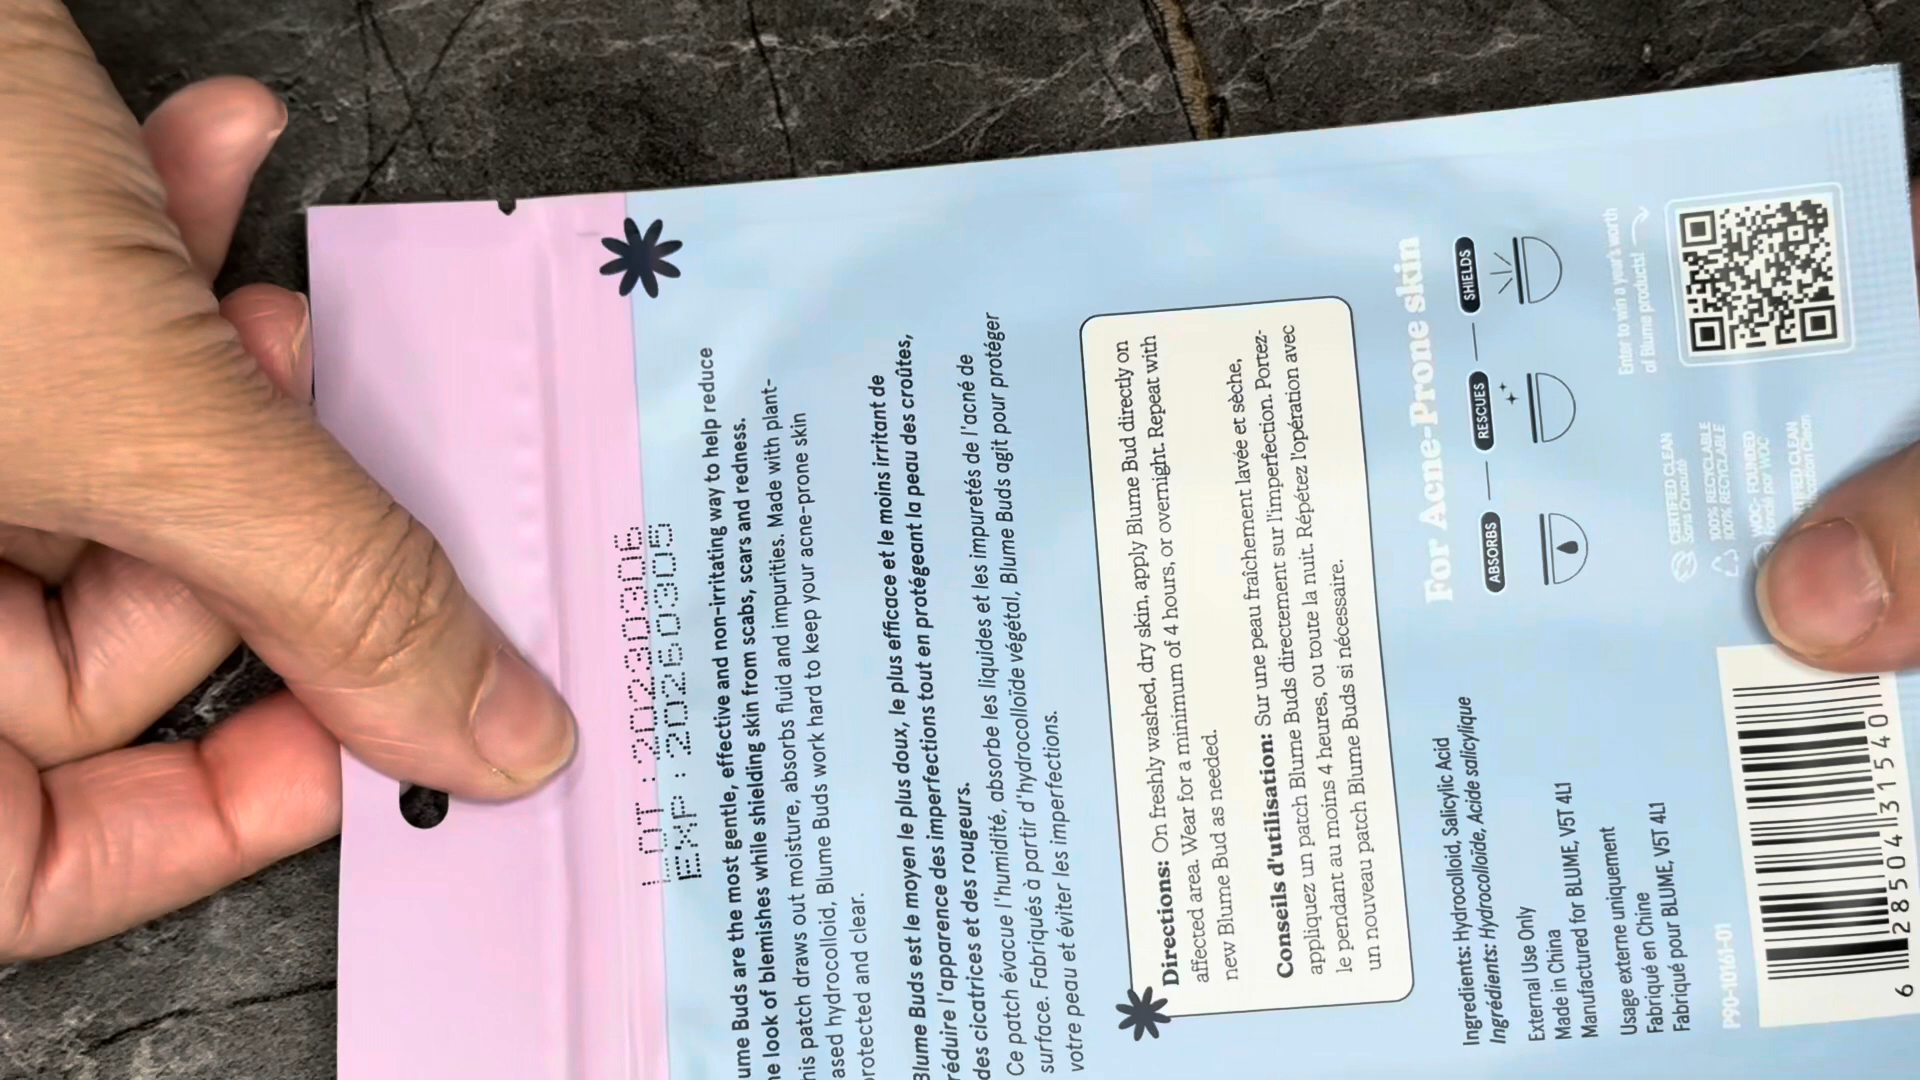 LOT : 20230306
EXP : 20260305
ume Buds are the most gentle, effective and non-irritating way to help reduce
he look of blemishes while shielding skin from scabs, scars and redness.
his patch draws out moisture, absorbs fluid and impurities. Made with plant-
ased hydrocolloid, Blume Buds work hard to keep your acne-prone skin
rotected and clear.
Blume Buds est le moyen le plus doux, le plus efficace et le moins irritant de
réduire l'apparence des imperfections tout en protégeant la peau des croûtes,
des cicatrices et des rougeurs.
Ce patch évacue l'humidité, absorbe les liquides et les impuretés de l'acné de
surface. Fabriqués à partir d'hydrocolloïde végétal, Blume Buds agit pour protéger
votre peau et éviter les imperfections.
Directions: On freshly washed, dry skin, apply Blume Bud directly on
affected area. Wear for a minimum of 4 hours, or overnight. Repeat with
new Blume Bud as needed.
Conseils d'utilisation: Sur une peau fraîchement lavée et sèche,
appliquez un patch Blume Buds directement sur l'imperfection. Portez-
le pendant au moins 4 heures, ou toute la nuit. Répétez l'opération avec
un nouveau patch Blume Buds si nécessaire.
For Acne-Prone skin
ABSORBS
RESCUES
SHIELDS
Ingredients: Hydrocolloid, Salicylic Acid
Ingrédients: Hydrocolloïde, Acide salicylique
External Use Only
Made in China
Manufactured for BLUME, V5T 4L1
Usage externe uniquement
Fabriqué en Chine
Fabriqué pour BLUME, V5T 4L1
CERTIFIED CLEAN
Sans Cruauté
100% RECYCLABLE
100% RECYCLABLE
WOC-FOUNDED
Fondé par WOC
TIFIED CLEAN
Clean
Enter to win a year's worth
of Blume products!
P90-10161-01
6 28504 31540